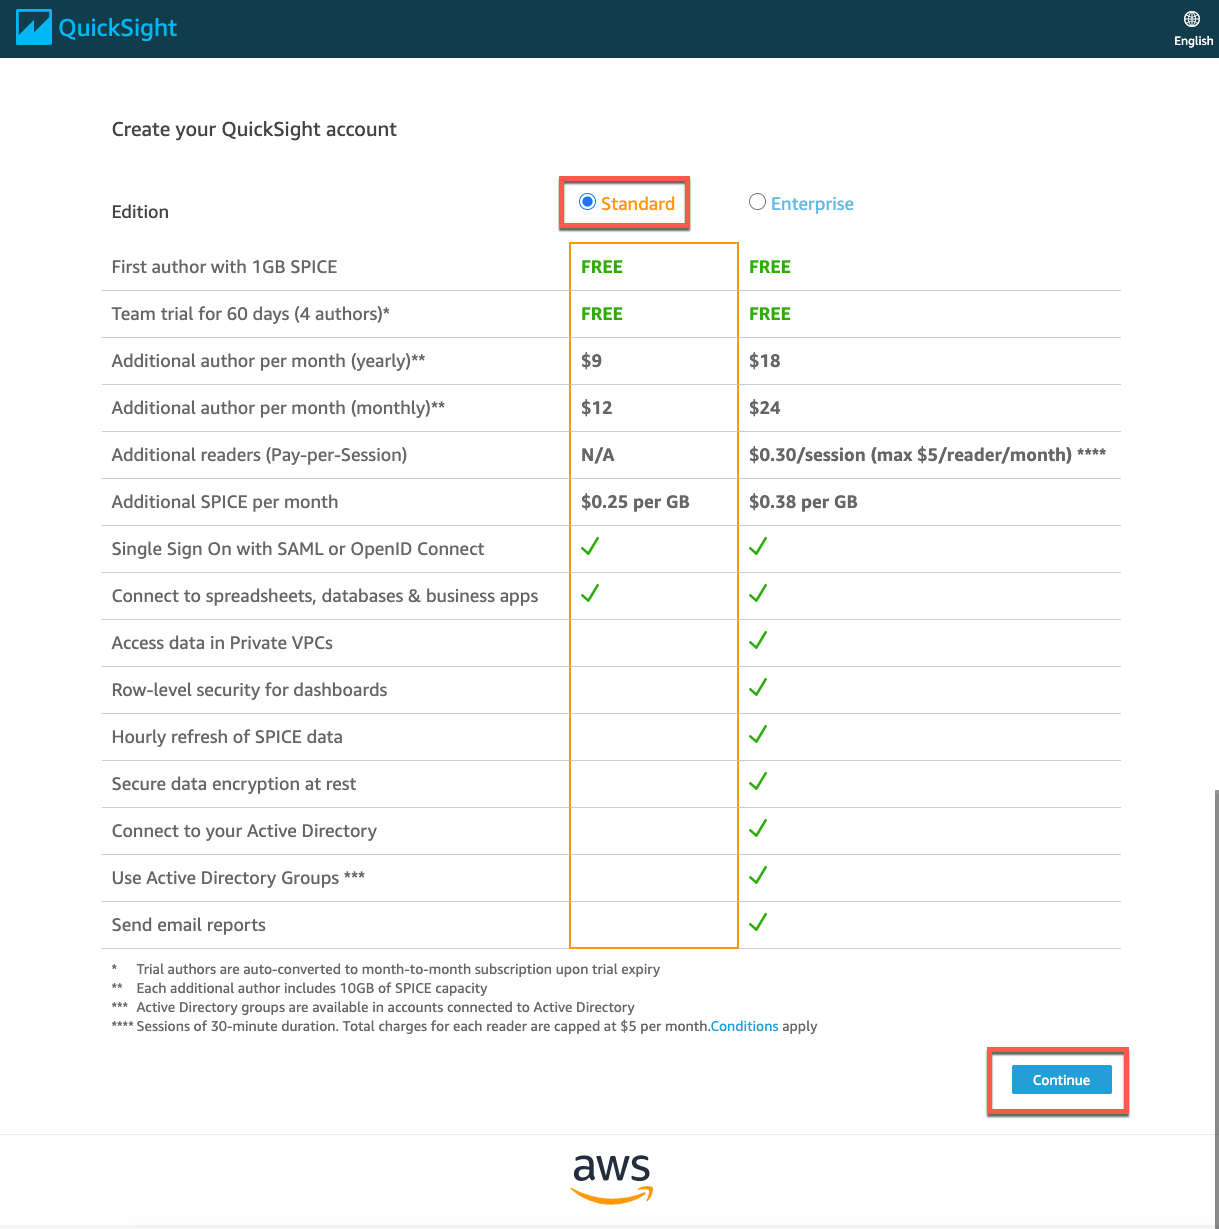 QuickSight
English
Create your QuickSight account
Edition Standard Enterprise
First author with 1GB SPICE FREE FREE
Team trial for 60 days (4 authors)* FREE FREE
Additional author per month (yearly)** $9 $18
Additional author per month (monthly)** $12 $24
Additional readers (Pay-per-Session) N/A $0.30/session (max $5/reader/month) ****
Additional SPICE per month $0.25 per GB $0.38 per GB
Single Sign On with SAML or OpenID Connect
Connect to spreadsheets, databases & business apps
Access data in Private VPCs
Row-level security for dashboards
Hourly refresh of SPICE data
Secure data encryption at rest
Connect to your Active Directory
Use Active Directory Groups ***
Send email reports
* Trial authors are auto-converted to month-to-month subscription upon trial expiry
** Each additional author includes 10GB of SPICE capacity
*** Active Directory groups are available in accounts connected to Active Directory
**** Sessions of 30-minute duration. Total charges for each reader are capped at $5 per month.Conditions apply
Continue
aws